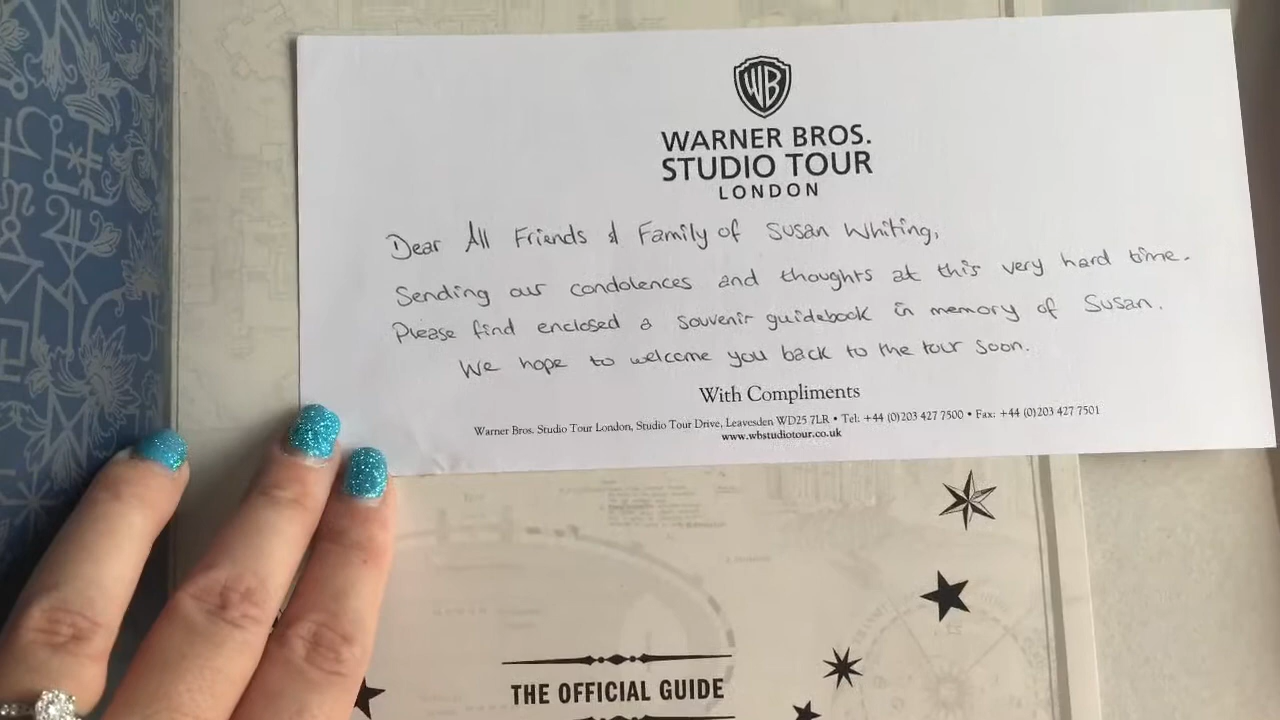 WB
WARNER BROS.
STUDIO TOUR
LONDON
Dear All Friends & Family of Susan Whiting,
Sending our condolences and thoughts at this very hard time.
Please find enclosed a souvenir guidebook in memory of Susan.
We hope to welcome you back to the tour soon.
With Compliments
Warner Bros. Studio Tour London, Studio Tour Drive, Leavesden WD25 7LR • Tel: +44 (0)203 427 7500 • Fax: +44 (0)203 427 7501
www.wbstudiotour.co.uk
THE OFFICIAL GUIDE